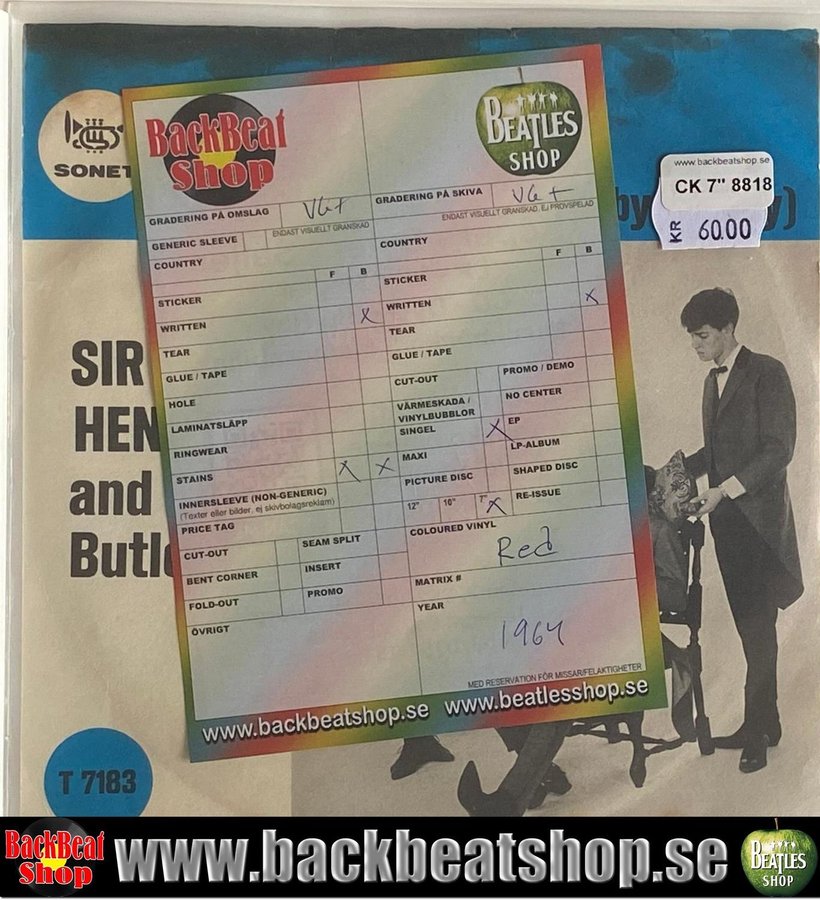 SONET
BackBeat
Shop
BEATLES
SHOP
www.backbeatshop.se
CK 7" 8818
KR 60.00
by
y)
GRADERING PÅ OMSLAG VG+
ENDAST VISUELLT GRANSKAD
GRADERING PÅ SKIVA VG+
ENDAST VISUELLT GRANSKAD, EJ PROVSPELAD
GENERIC SLEEVE
COUNTRY
F B
STICKER
WRITTEN X
TEAR
GLUE / TAPE
HOLE
LAMINATSLÄPP
RINGWEAR
STAINS X X
INNERSLEEVE (NON-GENERIC)
(Texter eller bilder, ej skivbolagsreklam)
PRICE TAG
CUT-OUT
SEAM SPLIT
BENT CORNER
INSERT
FOLD-OUT
PROMO
ÖVRIGT
COUNTRY
F B
STICKER
WRITTEN X
TEAR
GLUE / TAPE
CUT-OUT
PROMO / DEMO
VÄRMESKADA /
VINYLBUBBLOR
NO CENTER
SINGEL X
EP
MAXI
LP-ALBUM
PICTURE DISC
SHAPED DISC
12" 10" 7" X
RE-ISSUE
COLOURED VINYL
Red
MATRIX #
YEAR
1964
MED RESERVATION FÖR MISSAR/FELAKTIGHETER
www.backbeatshop.se www.beatlesshop.se
SIR
HEN
and
Butl
T 7183
BackBeat
Shop
www.backbeatshop.se
BEATLES
SHOP